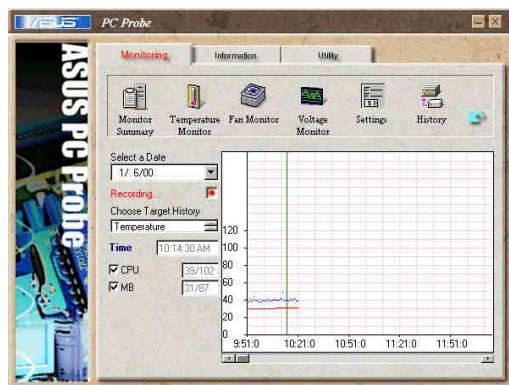 ASUS
PC Probe
ASUS PC Probe
Monitoring
Information
Utility
Monitor
Summary
Temperature
Monitor
Fan Monitor
Voltage
Monitor
Settings
History
Select a Date
1/ 6/00
Recording...
Choose Target History
Temperature
Time
10:14:30 AM
CPU
39/102
MB
31/87
120
100
80
60
40
20
0
9:51:0
10:21:0
10:51:0
11:21:0
11:51:0